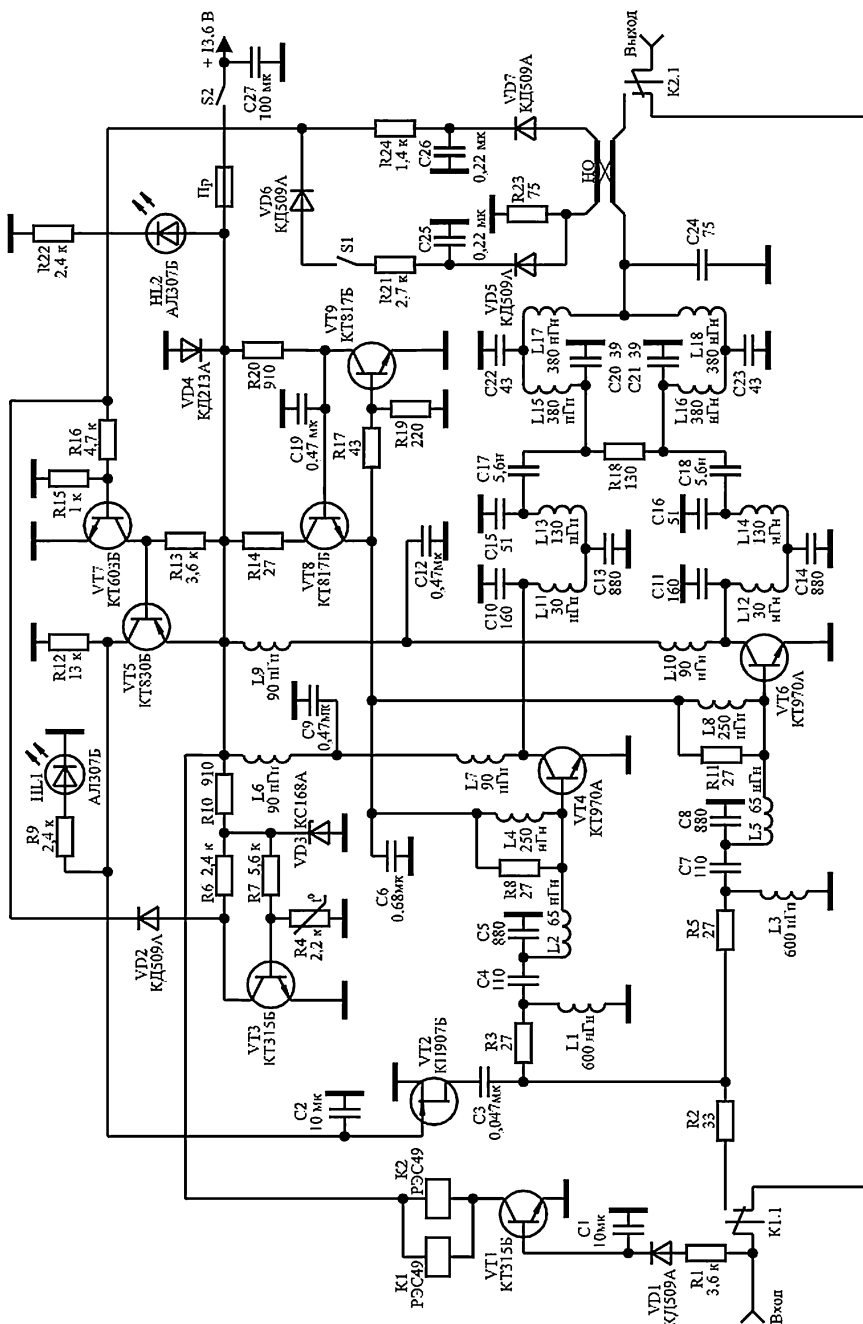 + 13,6 В
S2
C27
100 мк
Пр
R22
2,4 к
HL2
АЛ307Б
VD4
КД213А
R20
910
VT9
КТ817Б
C19
0.47 мк
R17
43
R19
220
R24
1,4 к
C26
0,22 мк
VD7
КД509А
VD6
КД509А
S1
R21
2,7 к
C25
0,22 мк
R23
75
VD5
КД509А
НО
K2.1
Выход
C24
75
L17
380 нГн
C22
43
L15
380
пГп
C20 39
C21 39
L18
380 нГн
L16
380
нГн
C23
43
R16
4,7 к
R15
1 к
VT7
КТ603Б
R13
3,6 к
R14
27
VT8
КТ817Б
C12
0,47мк
C17
5,6н
R18
130
C18
5,6н
C15
51
L13
130
пГп
C16
51
L14
130
нГн
C10
160
L11
30
пГп
C13
880
C11
160
L12
30
нГн
C14
880
R12
13 к
VT5
КТ830Б
L9
90 пГп
L10
90
нГн
VT6
КТ970А
C9
0,47мк
HL1
АЛ307Б
R9
2,4 к
R10 910
L6
90 пГп
L7
90
пГп
VT4
КТ970А
L8
250
пГп
R11
27
VD3 КС168А
R6 2,4 к
R7 5,6 к
R4
2,2 к
t°
C6
0.68мк
L4
250
нГн
R8
27
C8
880
L5 65 нГн
C7
110
L3
600 нГп
R5
27
VD2
КД509А
VT3
КТ315Б
C5
880
L2 65 нГн
C4
110
L1
600 нГн
R3
27
C2
10 мк
VT2
КП907Б
C3
0,047мк
R2
33
K2
РЭС49
K1
РЭС49
VT1
КТ315Б
C1
10мк
VD1
КД509А
R1
3,6 к
K1.1
Вход